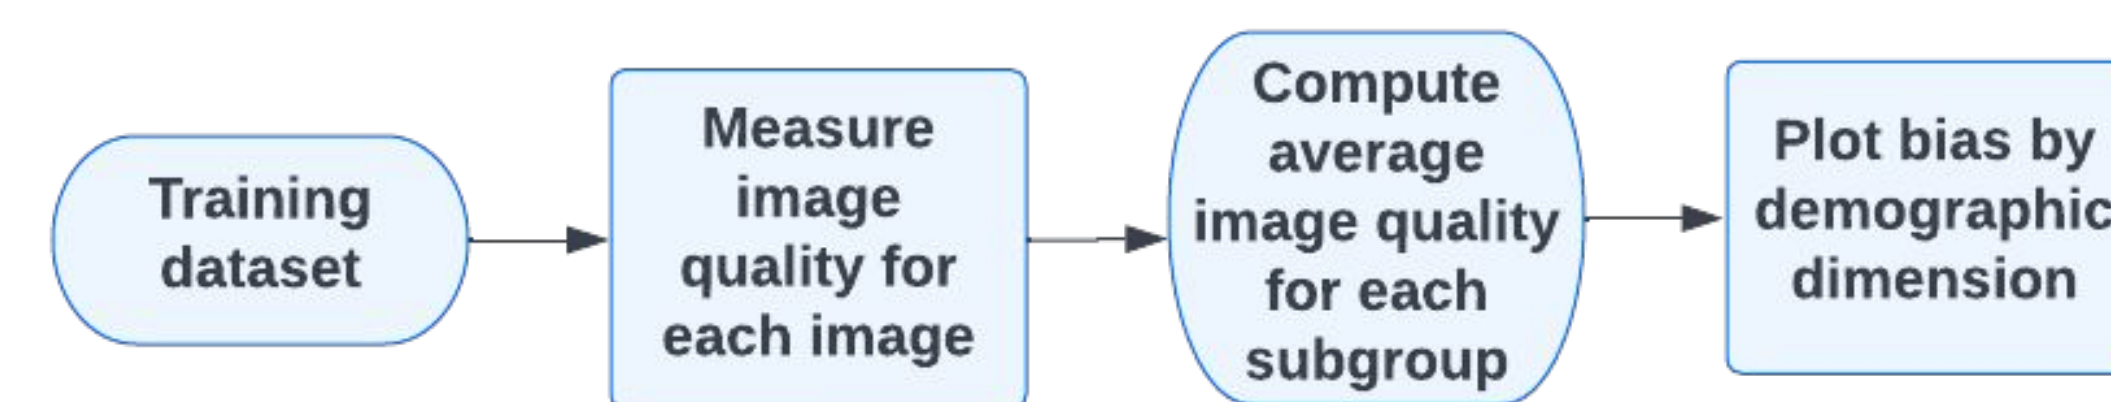 Training
dataset
Measure
image
quality for
each image
Compute
average
image quality
for each
subgroup
Plot bias by
demographic
dimension